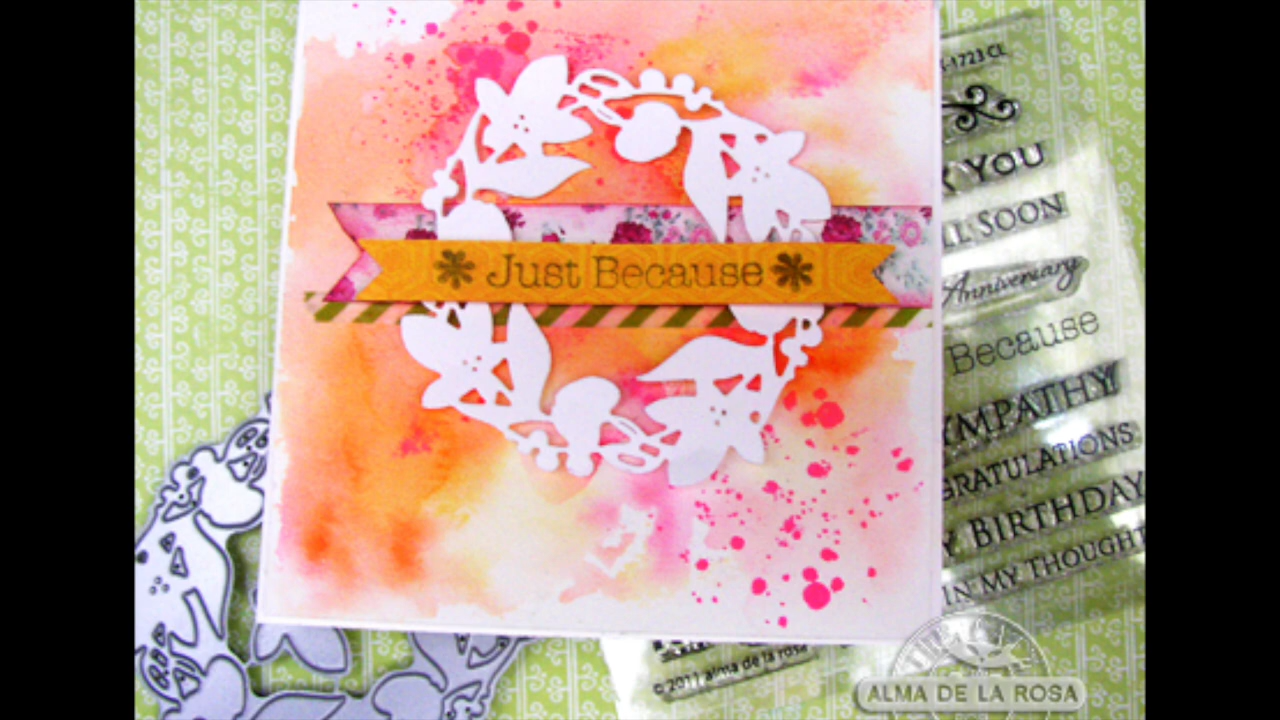 Just Because
-1723 CL
YOU
LL SOON
Anniversary
Because
YMPATHY
GRATULATIONS
Y BIRTHDAY
IN MY THOUGHT
© 2011 alma de la rosa
ALMA DE LA ROSA